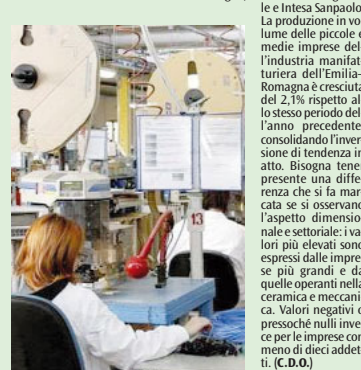 le e Intesa Sanpaolo.
La produzione in vo-
lume delle piccole e
medie imprese del-
l'industria manifat-
turiera dell'Emilia-
Romagna è cresciuta
del 2,1% rispetto al-
lo stesso periodo del-
l'anno precedente,
consolidando l'inver-
sione di tendenza in
atto. Bisogna tener
presente una diffe-
renza che si fa mar-
cata se si osservano
l'aspetto dimensio-
nale e settoriale: i va-
lori più elevati sono
espressi dalle impre-
se più grandi e da
quelle operanti nella
ceramica e meccani-
ca. Valori negativi o
pressoché nulli inve-
ce per le imprese con
meno di dieci addet-
ti. (C.D.O.)
13